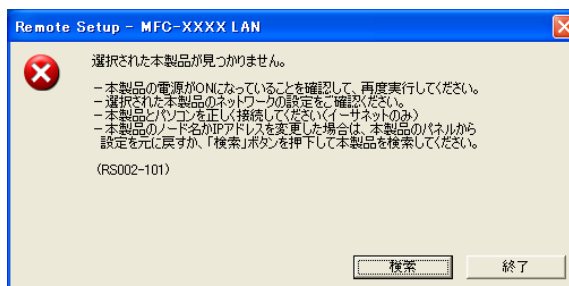 Remote Setup - MFC-XXXX LAN
選択された本製品が見つかりません。
-本製品の電源がONになっていることを確認して、再度実行してください。
-選択された本製品のネットワークの設定をご確認ください。
-本製品とパソコンを正しく接続してください(イーサネットのみ)
-本製品のノード名かIPアドレスを変更した場合は、本製品のパネルから
設定を元に戻すか、「検索」ボタンを押下して本製品を検索してください。
(RS002-101)
検索 終了